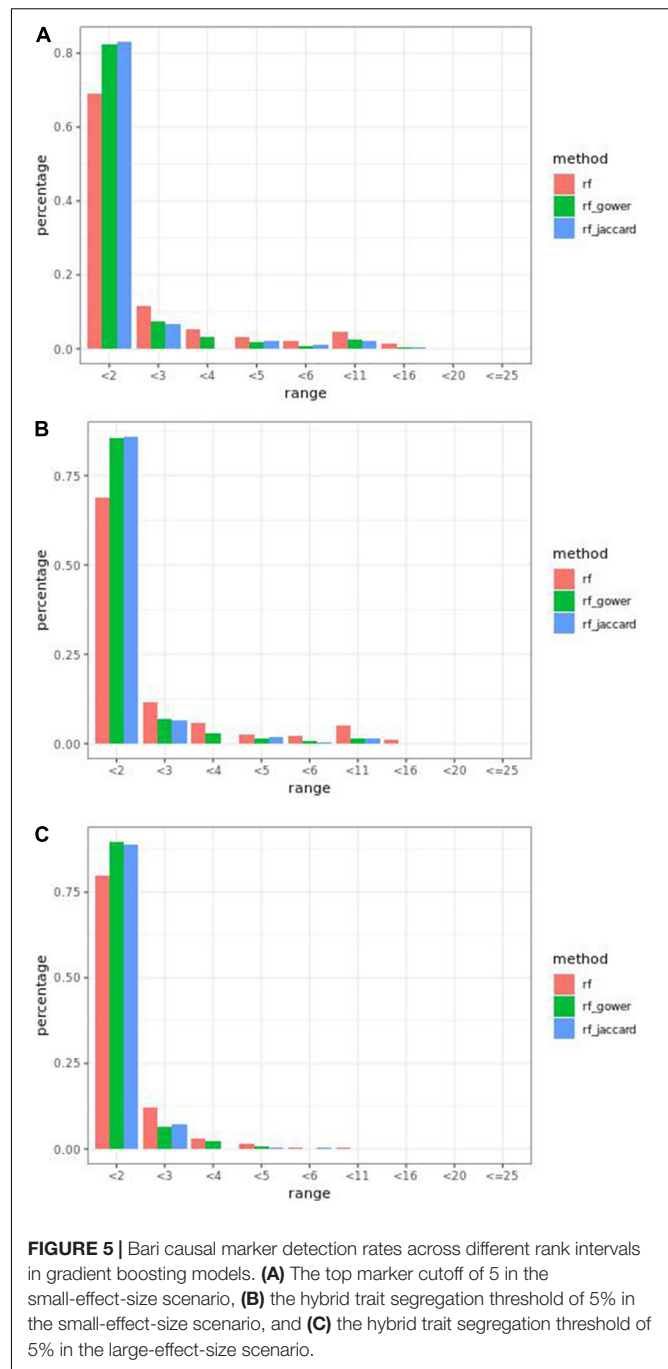 A
0.8
0.6
0.4
0.2
0.0
percentage
<2 <3 <4 <5 <6 <11 <16 <20 <=25
range
method
rf
rf_gower
rf_jaccard
B
0.75
0.50
0.25
0.00
percentage
<2 <3 <4 <5 <6 <11 <16 <20 <=25
range
method
rf
rf_gower
rf_jaccard
C
0.75
0.50
0.25
0.00
percentage
<2 <3 <4 <5 <6 <11 <16 <20 <=25
range
method
rf
rf_gower
rf_jaccard
FIGURE 5 | Bari causal marker detection rates across different rank intervals
in gradient boosting models. (A) The top marker cutoff of 5 in the
small-effect-size scenario, (B) the hybrid trait segregation threshold of 5% in
the small-effect-size scenario, and (C) the hybrid trait segregation threshold of
5% in the large-effect-size scenario.